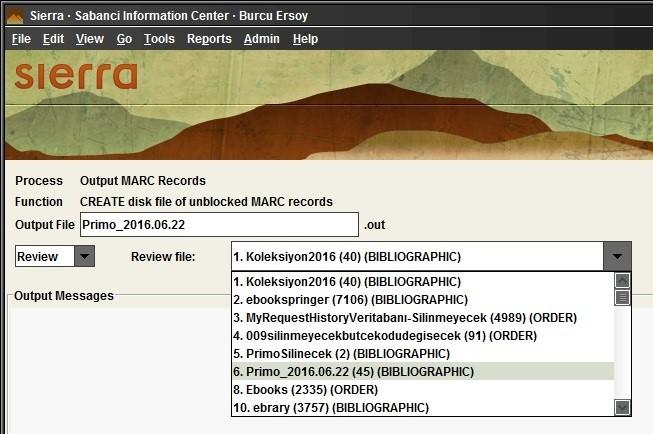 Sierra · Sabanci Information Center · Burcu Ersoy
File Edit View Go Tools Reports Admin Help
sierra
Process Output MARC Records
Function CREATE disk file of unblocked MARC records
Output File Primo_2016.06.22 .out
Review Review file: 1. Koleksiyon2016 (40) (BIBLIOGRAPHIC)
1. Koleksiyon2016 (40) (BIBLIOGRAPHIC)
Output Messages
2. ebookspringer (7106) (BIBLIOGRAPHIC)
3. MyRequestHistoryVeritabanı-Silinmeyecek (4989) (ORDER)
4. 009silinmeyecekbutcekodudegisecek (91) (ORDER)
5. PrimoSilinecek (2) (BIBLIOGRAPHIC)
6. Primo_2016.06.22 (45) (BIBLIOGRAPHIC)
8. Ebooks (2335) (ORDER)
10. ebrary (3757) (BIBLIOGRAPHIC)